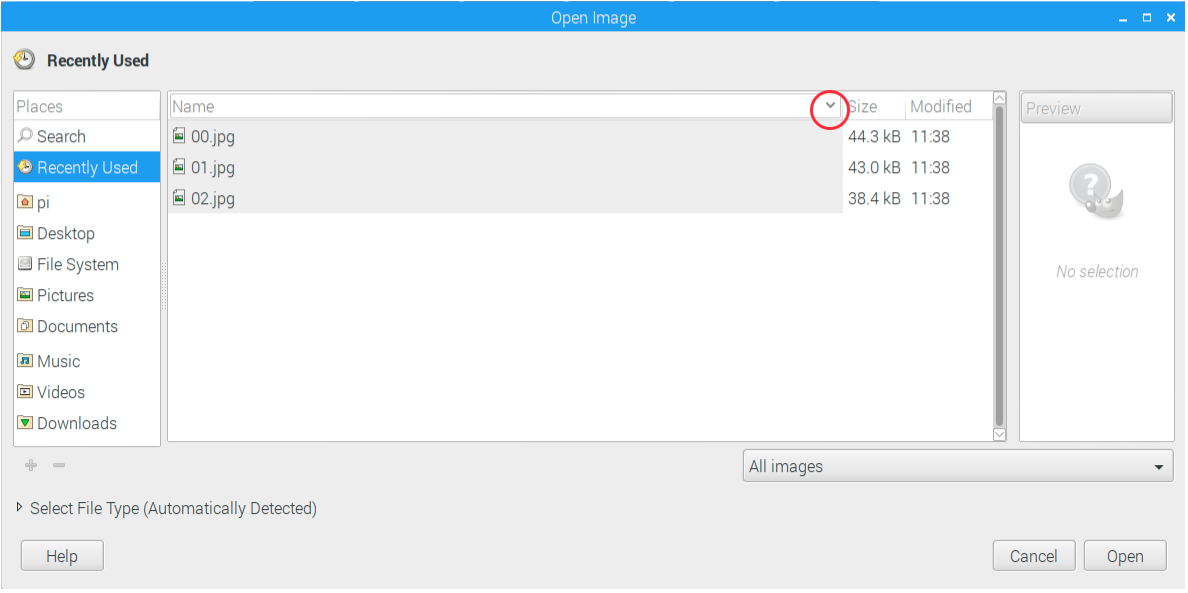 Open Image
Recently Used
Places
Search
Recently Used
pi
Desktop
File System
Pictures
Documents
Music
Videos
Downloads
Name Size Modified
00.jpg 44.3 kB 11:38
01.jpg 43.0 kB 11:38
02.jpg 38.4 kB 11:38
Preview
No selection
All images
Select File Type (Automatically Detected)
Help Cancel Open